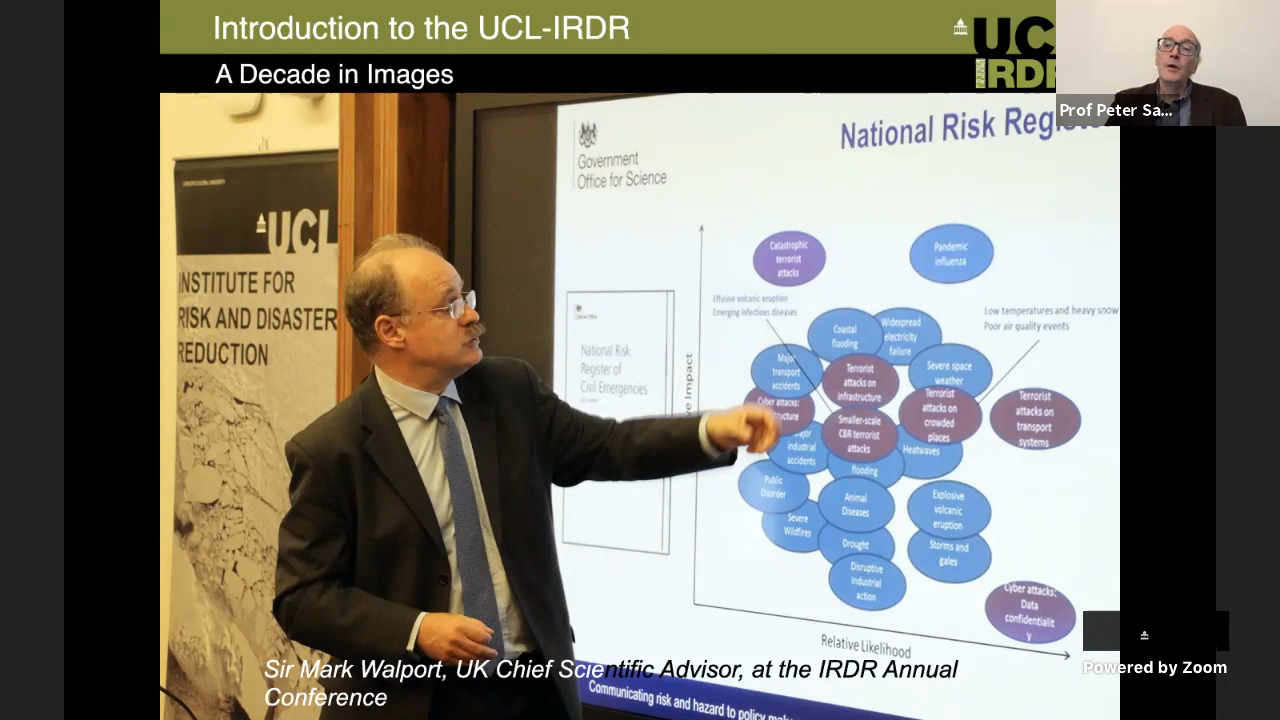 Introduction to the UCL-IRDR
A Decade in Images
UC
IRDR
Prof Peter Sa...
UCL
INSTITUTE FOR
RISK AND DISASTER
REDUCTION
Government
Office for Science
National Risk Register
National Risk
Register of
Civil Emergencies
Catastrophic
terrorist
attacks
Pandemic
influenza
Effusive volcanic eruption
Emerging infectious diseases
Low temperatures and heavy snow
Poor air quality events
Coastal
flooding
Widespread
electricity
failure
Major
transport
accidents
Terrorist
attacks on
infrastructure
Severe space
weather
Cyber attacks:
Terrorist
attacks on
crowded
places
Terrorist
attacks on
transport
systems
Smaller-scale
CBR terrorist
attacks
industrial
accidents
flooding
Heatwaves
Public
Disorder
Animal
Diseases
Explosive
volcanic
eruption
Severe
Wildfires
Drought
Storms and
gales
Disruptive
industrial
action
Cyber attacks:
Data
confidentialit
y
Impact
Relative Likelihood
Sir Mark Walport, UK Chief Scientific Advisor, at the IRDR Annual
Conference
Communicating risk and hazard to policy
Powered by Zoom